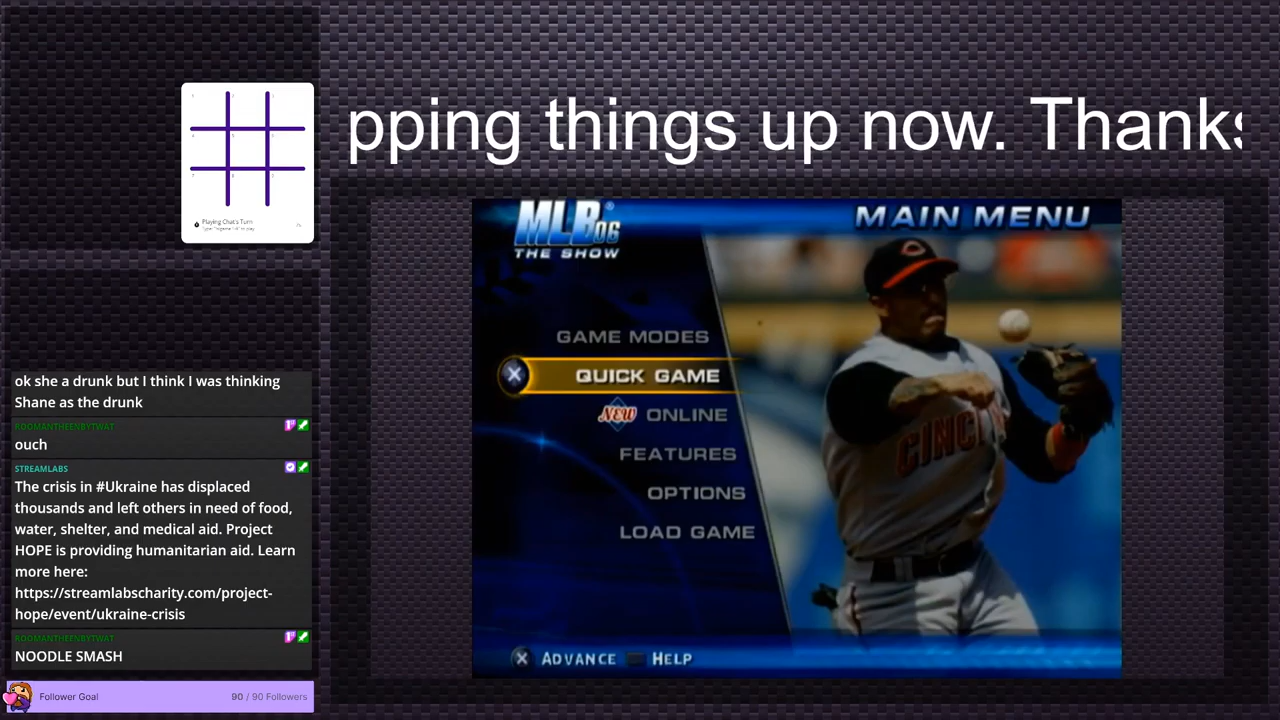 pping things up now. Thanks
Playing Chat's Turn
MLB 06
THE SHOW
MAIN MENU
GAME MODES
QUICK GAME
NEW ONLINE
FEATURES
OPTIONS
LOAD GAME
ADVANCE HELP
CINCI
ok she a drunk but I think I was thinking
Shane as the drunk
ROOMANTHEENBYTWAT
ouch
STREAMLABS
The crisis in #Ukraine has displaced
thousands and left others in need of food,
water, shelter, and medical aid. Project
HOPE is providing humanitarian aid. Learn
more here:
https://streamlabscharity.com/project-
hope/event/ukraine-crisis
ROOMANTHEENBYTWAT
NOODLE SMASH
Follower Goal 90 / 90 Followers